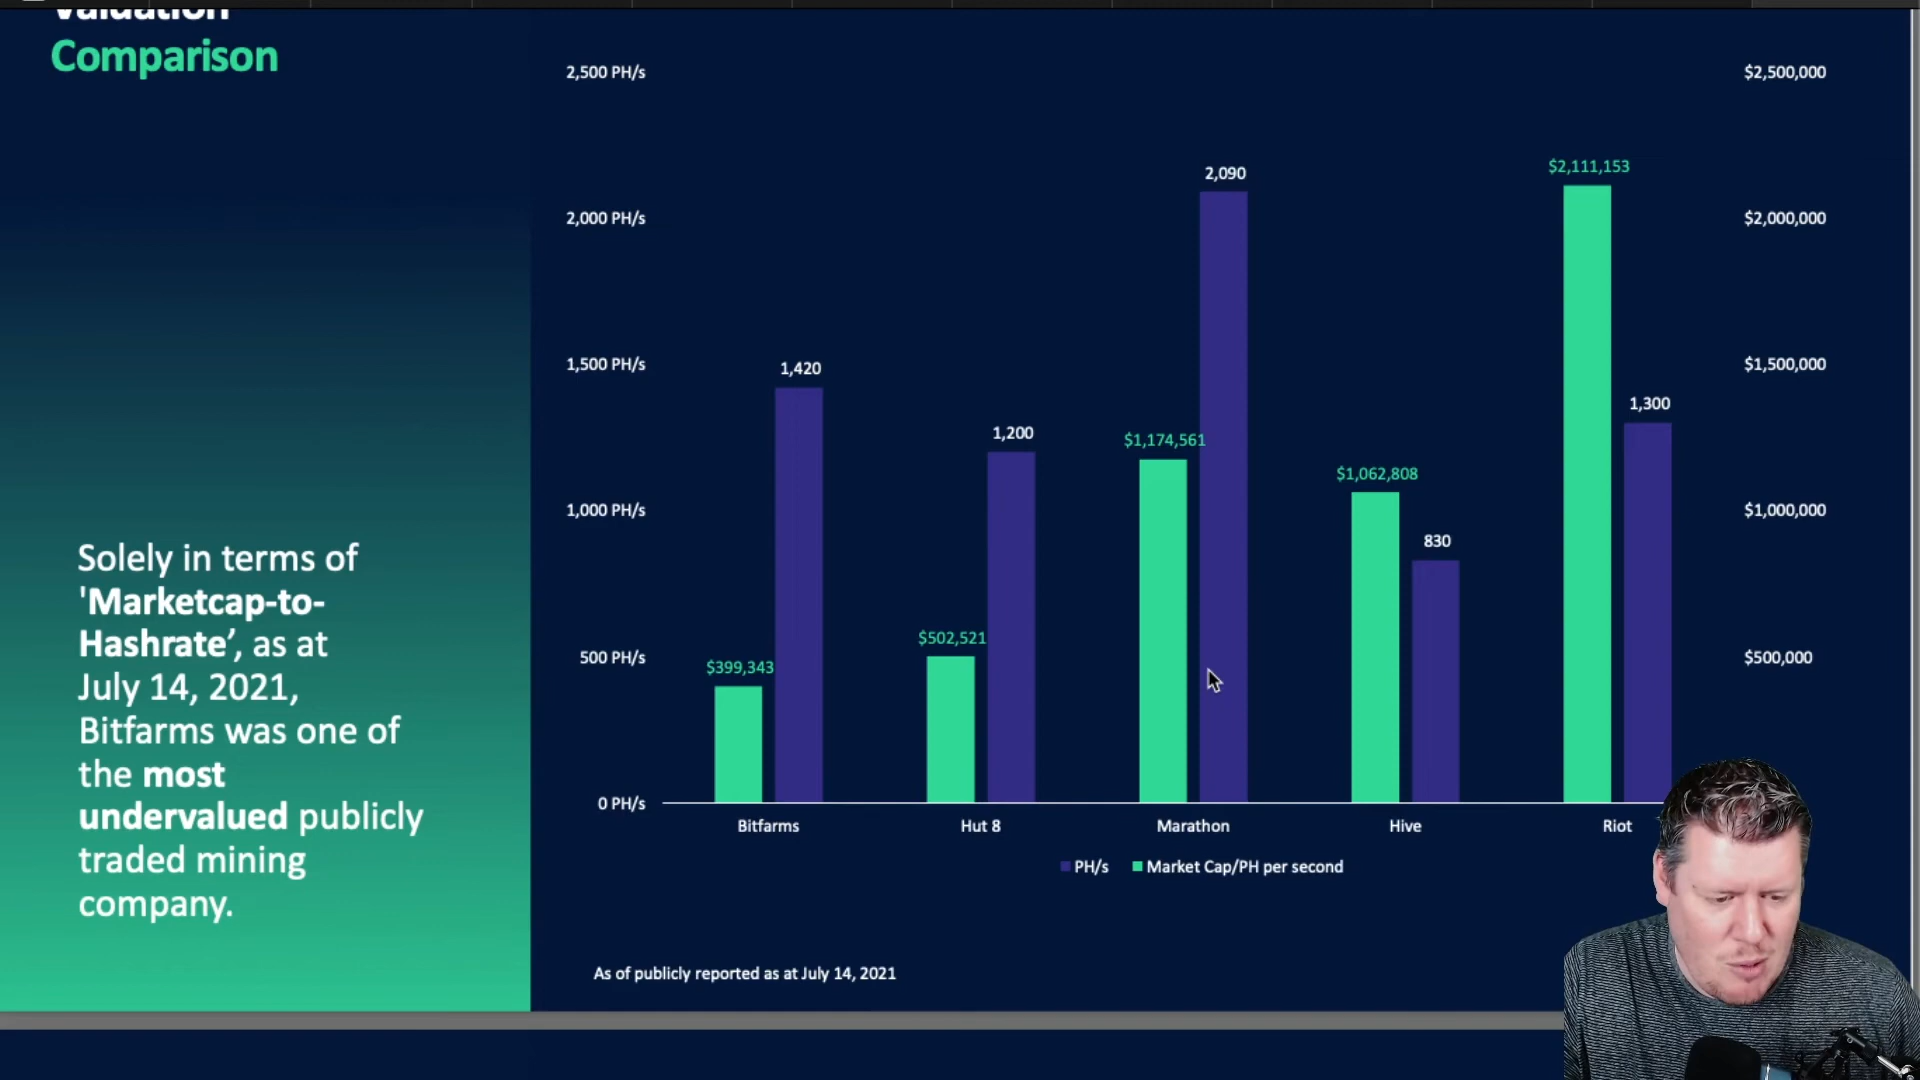 Valuation
Comparison
Solely in terms of
'Marketcap-to-
Hashrate’, as at
July 14, 2021,
Bitfarms was one of
the most
undervalued publicly
traded mining
company.
2,500 PH/s
2,000 PH/s
1,500 PH/s
1,000 PH/s
500 PH/s
0 PH/s
$2,500,000
$2,000,000
$1,500,000
$1,000,000
$500,000
$399,343
1,420
$502,521
1,200
$1,174,561
2,090
$1,062,808
830
$2,111,153
1,300
Bitfarms
Hut 8
Marathon
Hive
Riot
PH/s
Market Cap/PH per second
As of publicly reported as at July 14, 2021